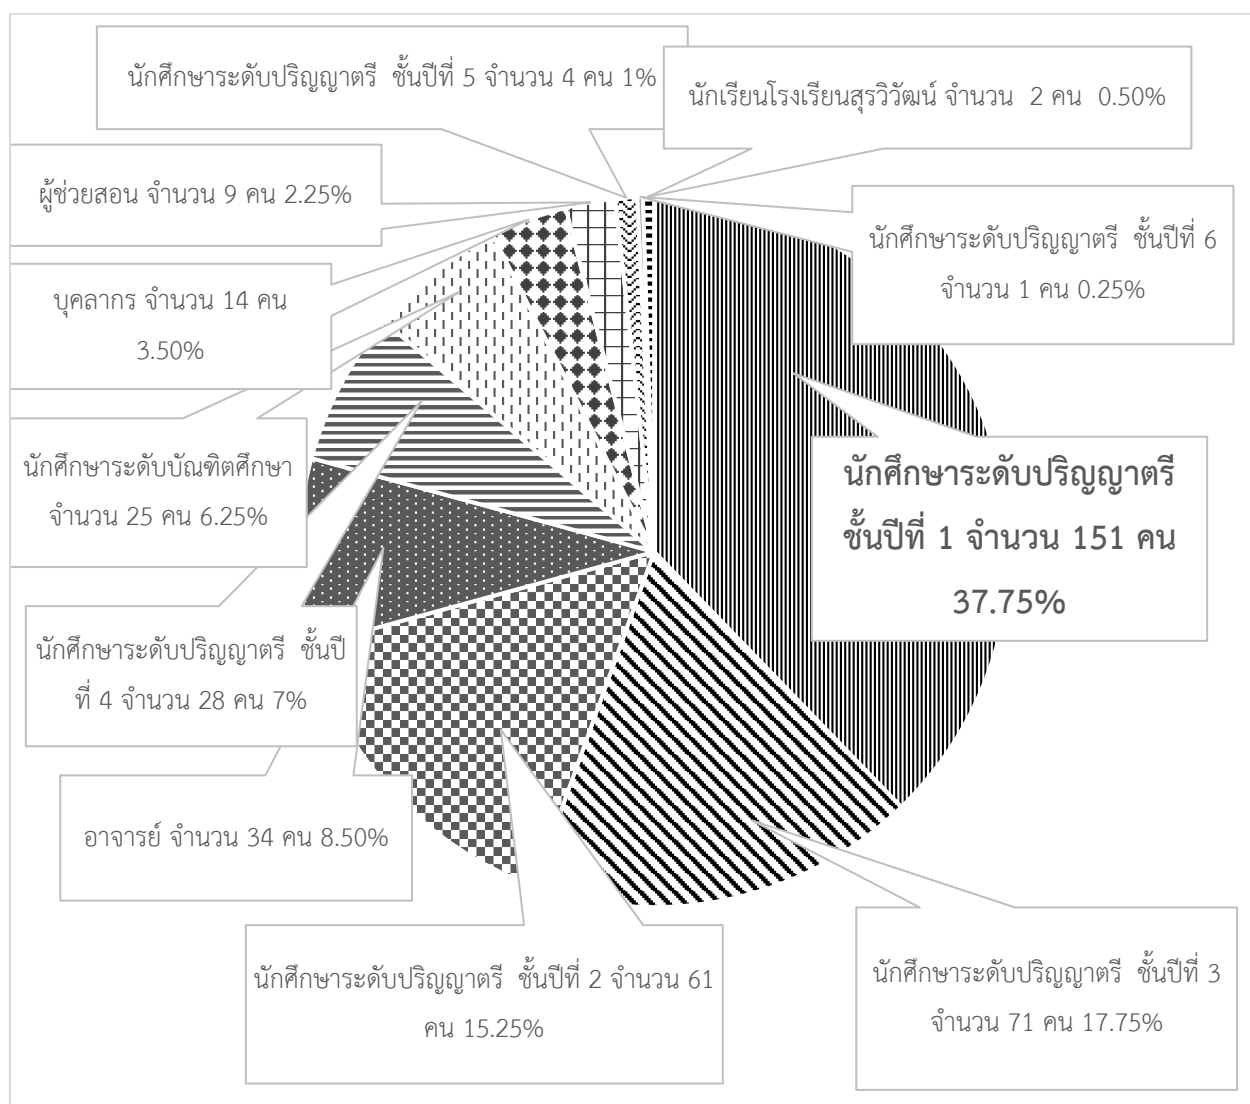 นักศึกษาระดับปริญญาตรี ชั้นปีที่ 5 จำนวน 4 คน 1%
นักเรียนโรงเรียนสุรวิวัฒน์ จำนวน 2 คน 0.50%
ผู้ช่วยสอน จำนวน 9 คน 2.25%
นักศึกษาระดับปริญญาตรี ชั้นปีที่ 6
จำนวน 1 คน 0.25%
บุคลากร จำนวน 14 คน
3.50%
นักศึกษาระดับปริญญาตรี
ชั้นปีที่ 1 จำนวน 151 คน
37.75%
นักศึกษาระดับบัณฑิตศึกษา
จำนวน 25 คน 6.25%
นักศึกษาระดับปริญญาตรี ชั้นปี
ที่ 4 จำนวน 28 คน 7%
อาจารย์ จำนวน 34 คน 8.50%
นักศึกษาระดับปริญญาตรี ชั้นปีที่ 2 จำนวน 61
คน 15.25%
นักศึกษาระดับปริญญาตรี ชั้นปีที่ 3
จำนวน 71 คน 17.75%